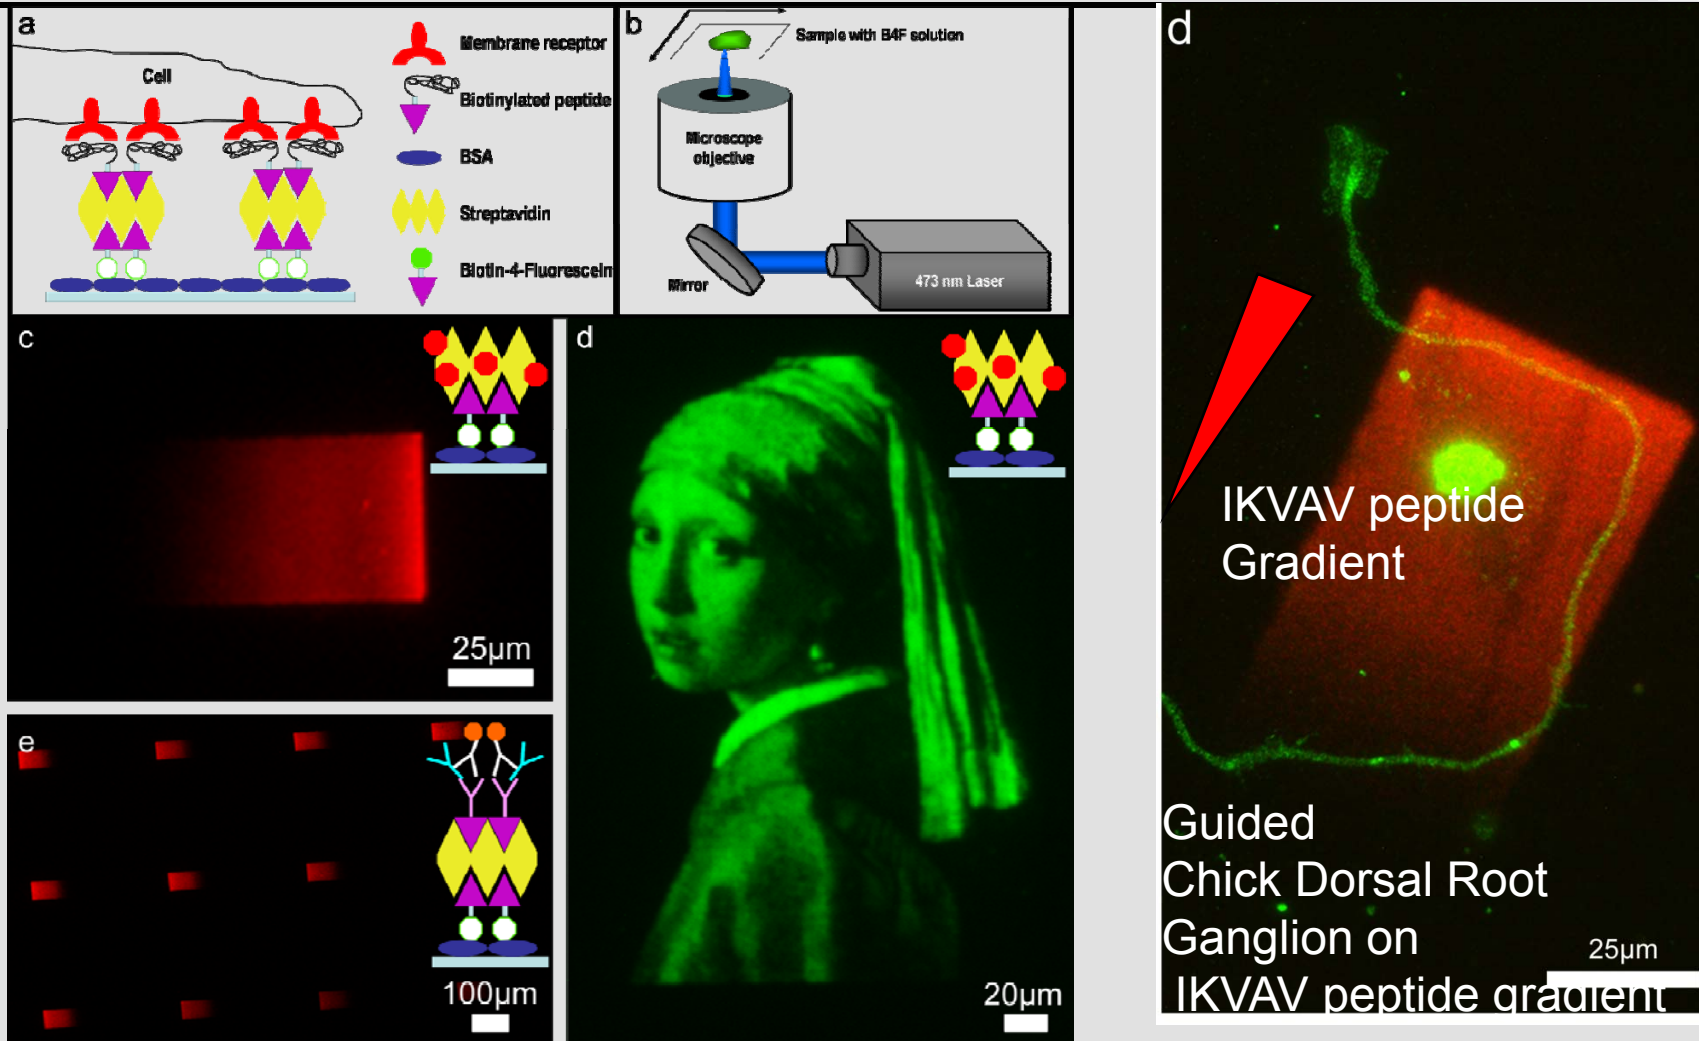 a
Cell
Membrane receptor
Biotinylated peptide
BSA
Streptavidin
Biotin-4-Fluorescein
b
Sample with B4F solution
Microscope
objective
Mirror
473 nm Laser
c
25µm
d
20µm
e
100µm
d
IKVAV peptide
Gradient
Guided
Chick Dorsal Root
Ganglion on
IKVAV peptide gradient
25µm